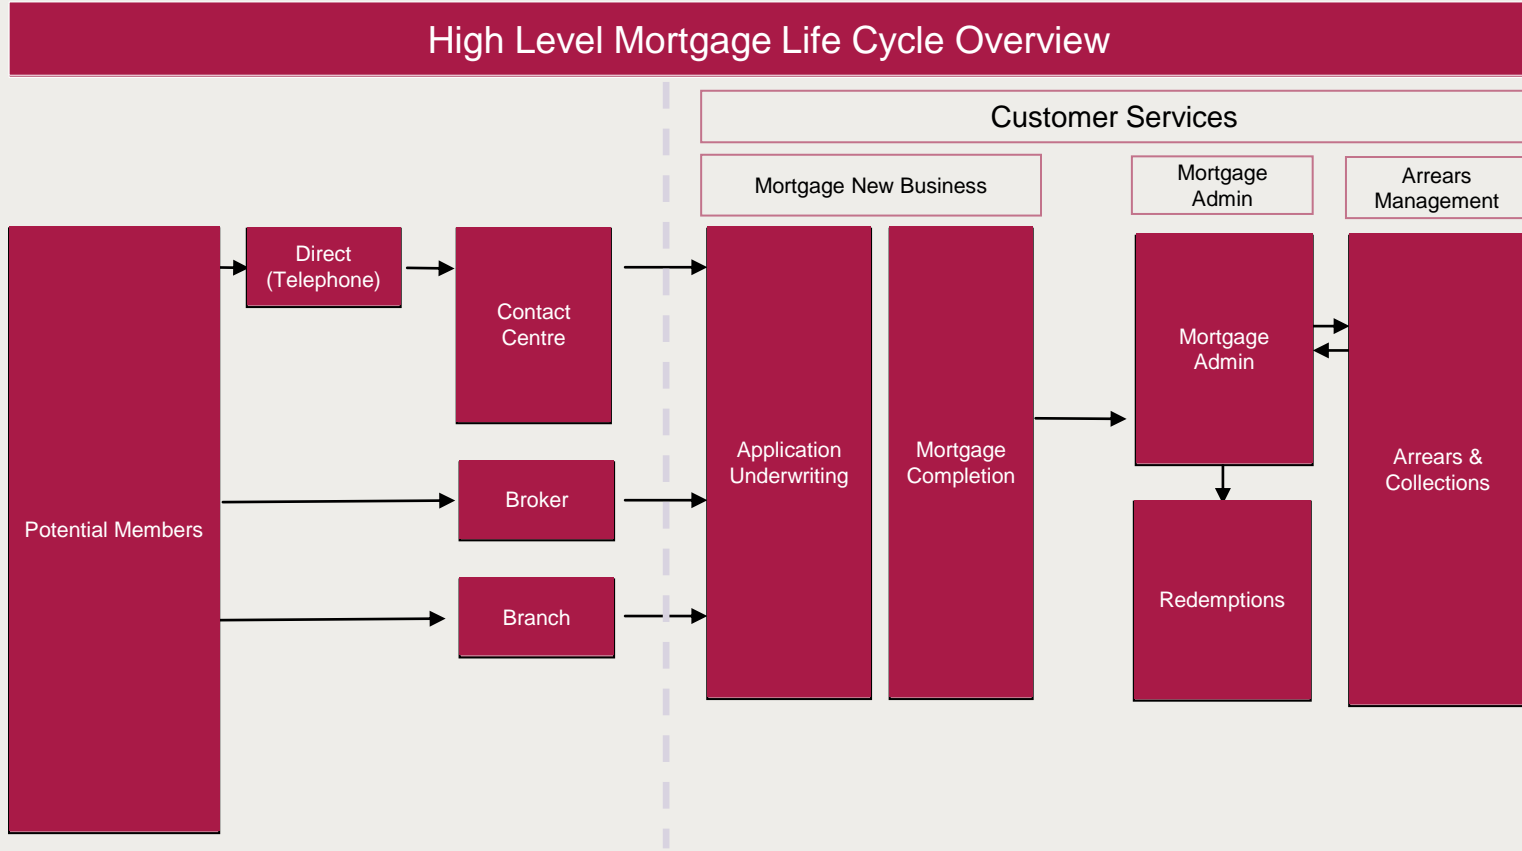 High Level Mortgage Life Cycle Overview
Customer Services
Mortgage New Business
Mortgage
Admin
Arrears
Management
Direct
(Telephone)
Contact
Centre
Mortgage
Admin
Application
Underwriting
Mortgage
Completion
Arrears &
Collections
Broker
Potential Members
Redemptions
Branch